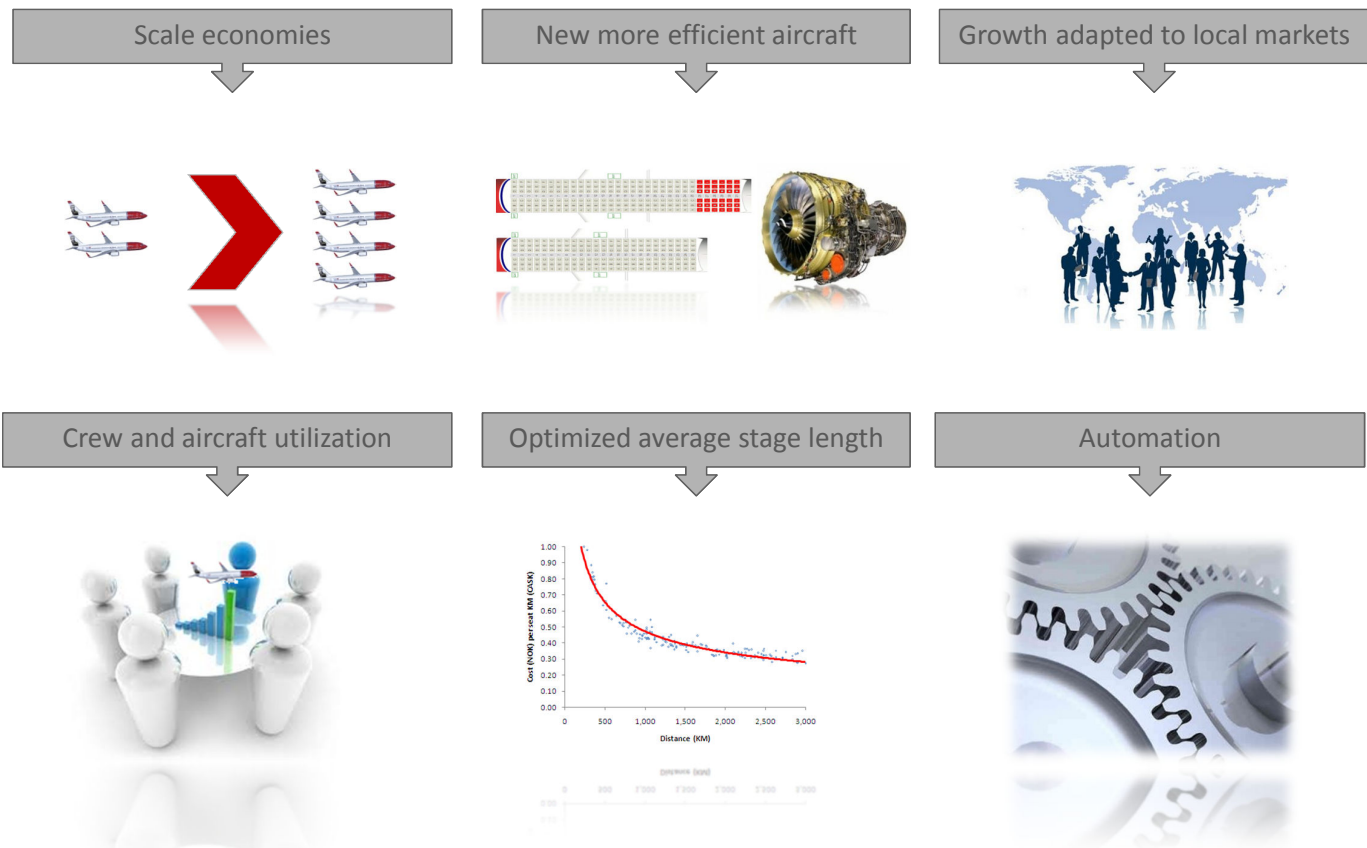 Scale economies
New more efficient aircraft
Growth adapted to local markets
Crew and aircraft utilization
Optimized average stage length
Automation
Cost (NOK) per seat KM (CASK)
1.00
0.90
0.80
0.70
0.60
0.50
0.40
0.30
0.20
0.10
0.00
0 500 1,000 1,500 2,000 2,500 3,000
Distance (KM)